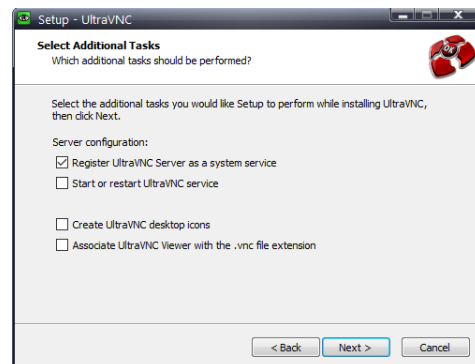 Setup - UltraVNC
Select Additional Tasks
Which additional tasks should be performed?
Select the additional tasks you would like Setup to perform while installing UltraVNC,
then click Next.
Server configuration:
Register UltraVNC Server as a system service
Start or restart UltraVNC service
Create UltraVNC desktop icons
Associate UltraVNC Viewer with the .vnc file extension
< Back
Next >
Cancel